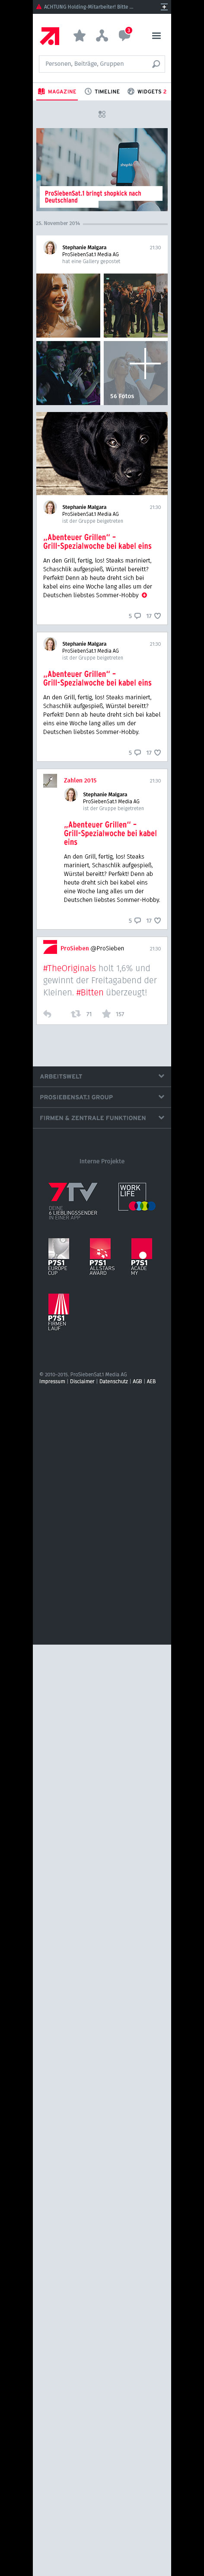 ACHTUNG Holding-Mitarbeiter! Bitte ...
3
Personen, Beiträge, Gruppen
MAGAZINE TIMELINE WIDGETS 2
shopkick
ProSiebenSat.1 bringt shopkick nach
Deutschland
25. November 2014
Stephanie Malgara 21:30
ProSiebenSat.1 Media AG
hat eine Gallery gepostet
56 Fotos
Stephanie Malgara 21:30
ProSiebenSat.1 Media AG
ist der Gruppe beigetreten
„Abenteuer Grillen“ –
Grill-Spezialwoche bei kabel eins
An den Grill, fertig, los! Steaks mariniert,
Schaschlik aufgespießt, Würstel bereitt?
Perfekt! Denn ab heute dreht sich bei
kabel eins eine Woche lang alles um der
Deutschen liebstes Sommer-Hobby.
5 17
Stephanie Malgara 21:30
ProSiebenSat.1 Media AG
ist der Gruppe beigetreten
„Abenteuer Grillen“ –
Grill-Spezialwoche bei kabel eins
An den Grill, fertig, los! Steaks mariniert,
Schaschlik aufgespießt, Würstel bereitt?
Perfekt! Denn ab heute dreht sich bei kabel
eins eine Woche lang alles um der
Deutschen liebstes Sommer-Hobby.
5 17
Zahlen 2015 21:30
Stephanie Malgara
ProSiebenSat.1 Media AG
ist der Gruppe beigetreten
„Abenteuer Grillen“ –
Grill-Spezialwoche bei kabel
eins
An den Grill, fertig, los! Steaks
mariniert, Schaschlik aufgespießt,
Würstel bereitt? Perfekt! Denn ab
heute dreht sich bei kabel eins
eine Woche lang alles um der
Deutschen liebstes Sommer-Hobby.
5 17
ProSieben @ProSieben 21:30
#TheOriginals holt 1,6% und
gewinnt der Freitagabend der
Kleinen. #Bitten überzeugt!
71 157
ARBEITSWELT
PROSIEBENSAT.1 GROUP
FIRMEN & ZENTRALE FUNKTIONEN
Interne Projekte
7TV
DEINE
6 LIEBLINGSSENDER
IN EINER APP
WORK
LIFE
P7S1
EUROPE
CUP
P7S1
ALLSTARS
AWARD
P7S1
ACADE
MY
P7S1
FIRMEN
LAUF
© 2010-2015. ProSiebenSat.1 Media AG
Impressum | Disclaimer | Datenschutz | AGB | AEB